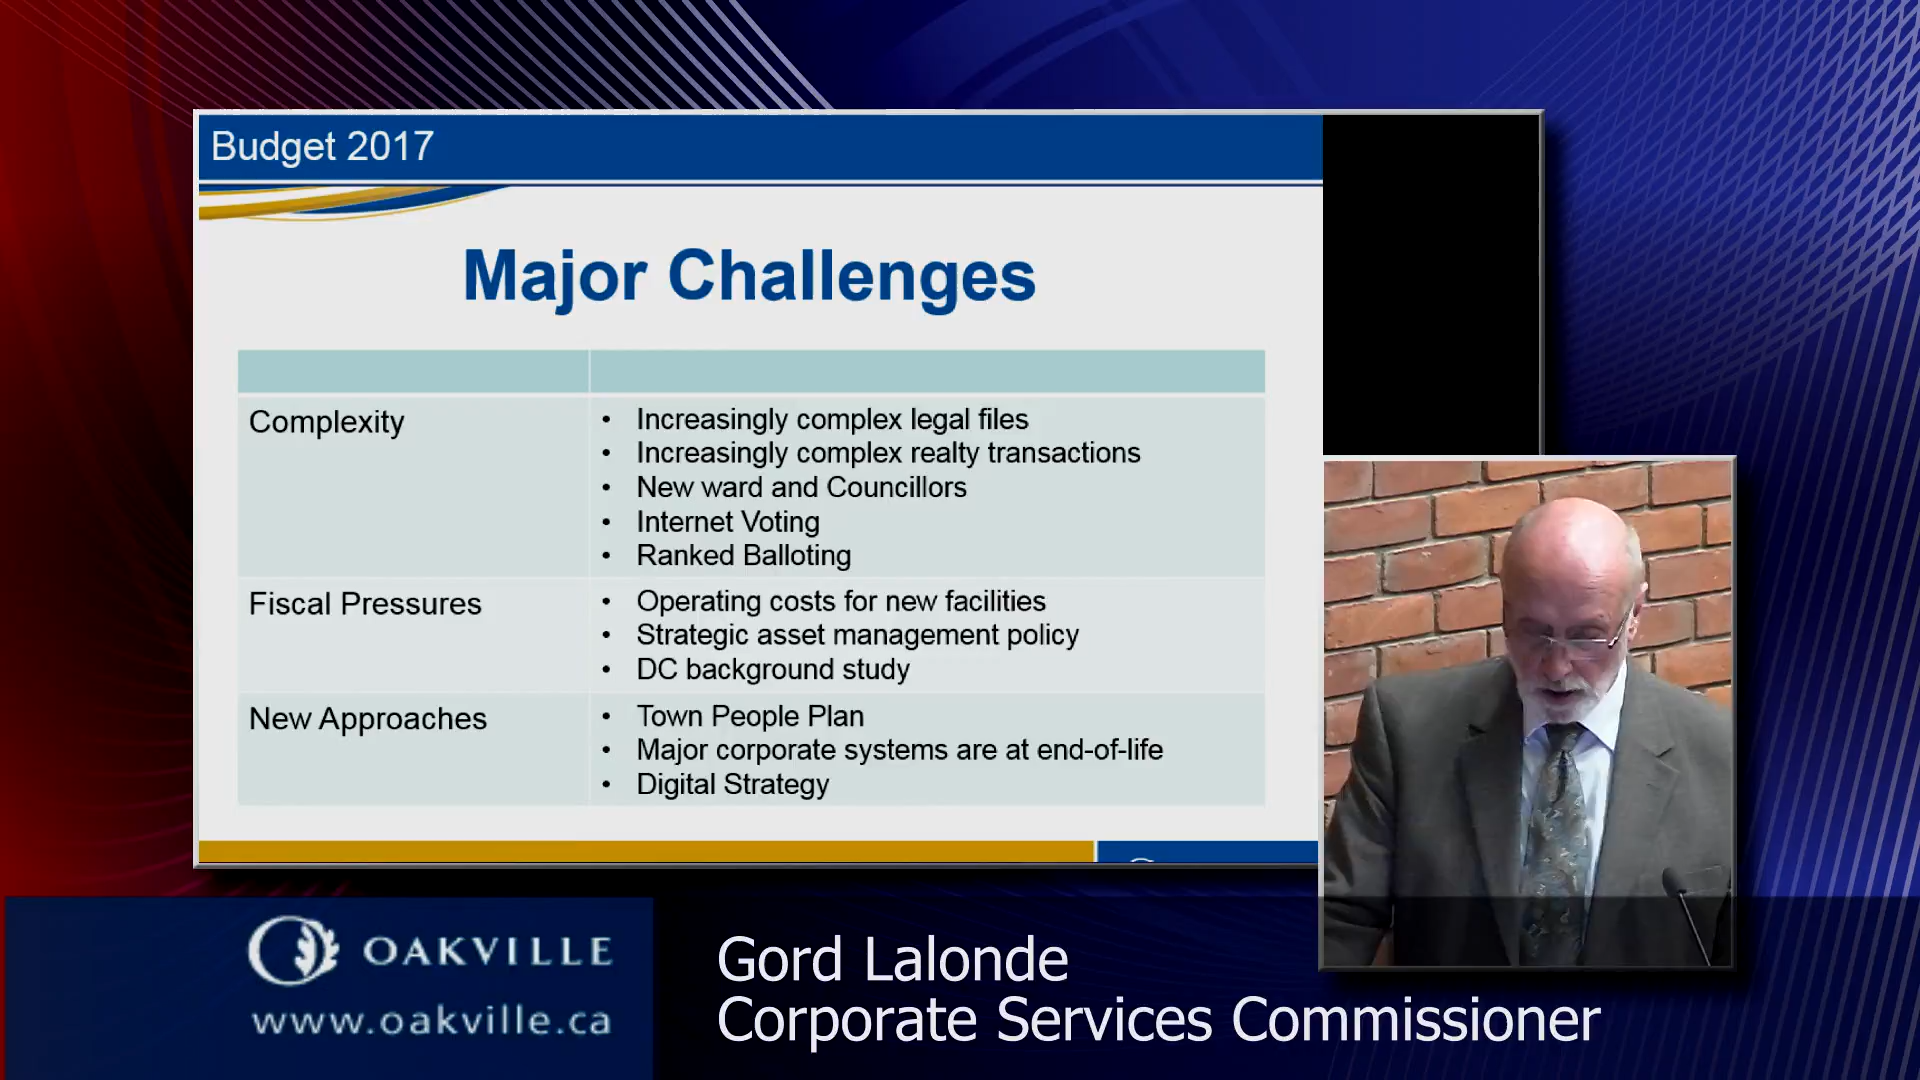 Budget 2017
Major Challenges
Complexity
• Increasingly complex legal files
• Increasingly complex realty transactions
• New ward and Councillors
• Internet Voting
• Ranked Balloting
Fiscal Pressures
• Operating costs for new facilities
• Strategic asset management policy
• DC background study
New Approaches
• Town People Plan
• Major corporate systems are at end-of-life
• Digital Strategy
OAKVILLE
www.oakville.ca
Gord Lalonde
Corporate Services Commissioner